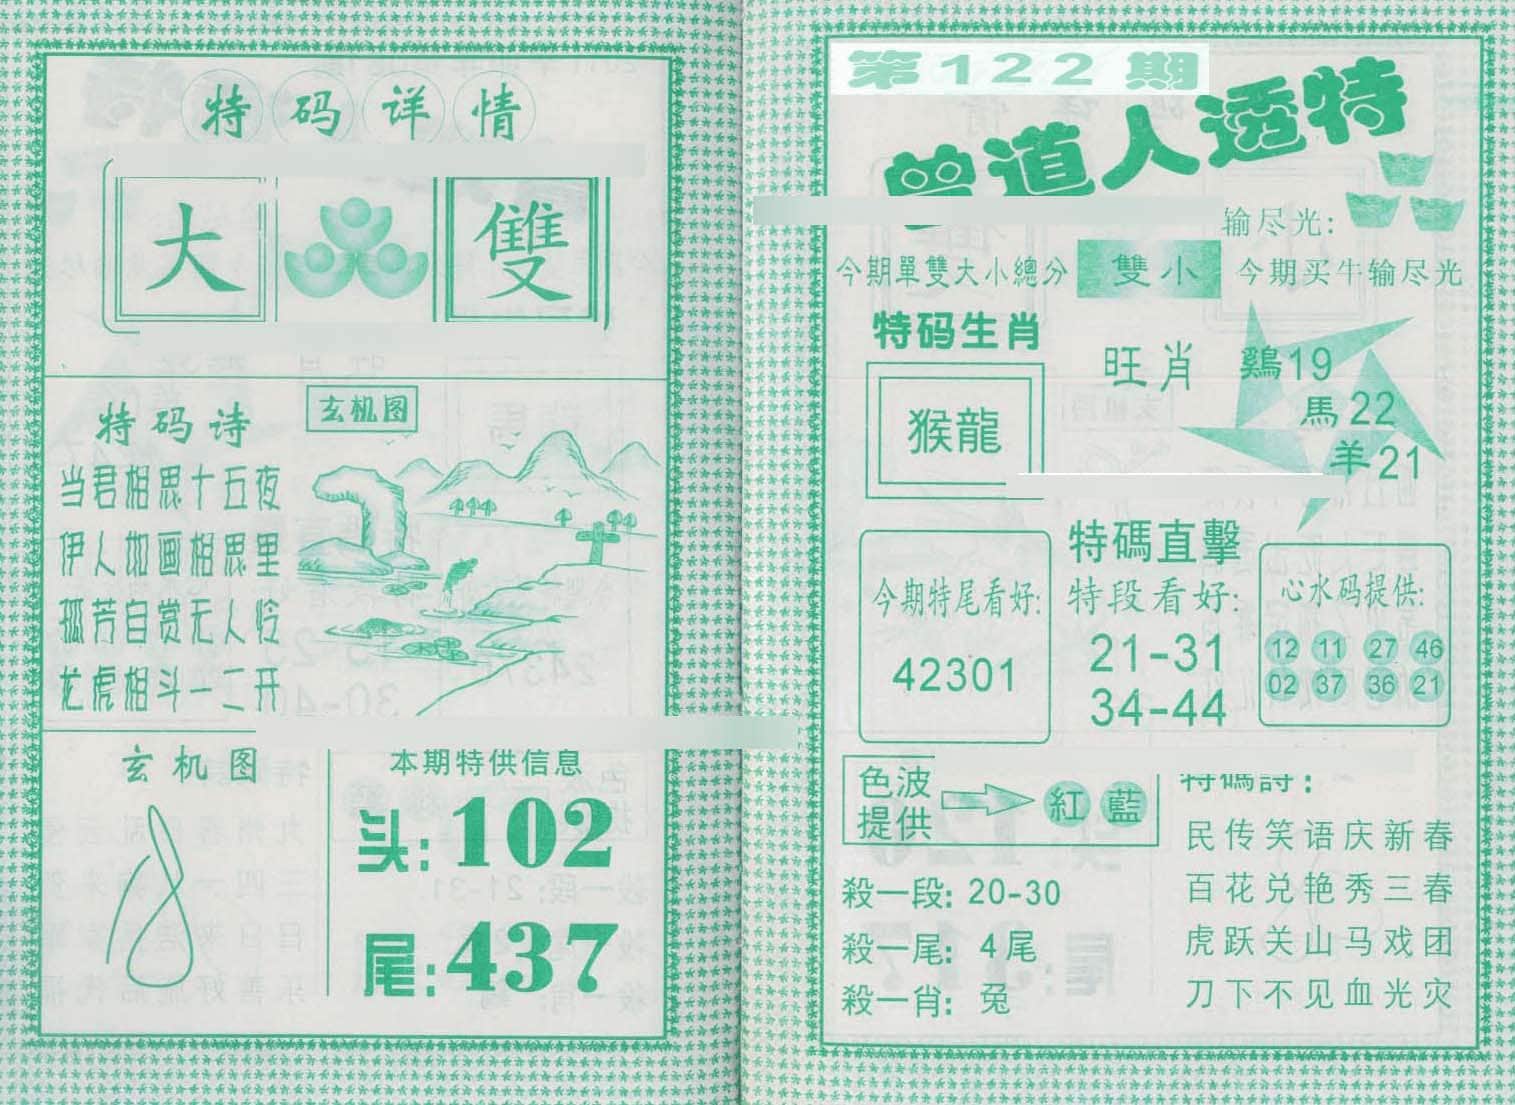 特码详情
大 雙
特码诗
当君相思十五夜
伊人如画相思里
孤芳自赏无人怜
龙虎相斗一二开
玄机图
玄机图
本期特供信息
头:102
尾:437
第122期
曾道人透特
输尽光:
今期單雙大小總分 雙小 今期买牛输尽光
特码生肖
猴龍
旺肖 鷄19
馬22
羊21
特碼直擊
今期特尾看好:
42301
特段看好:
21-31
34-44
心水码提供:
12 11 27 46
02 37 36 21
色波
提供
紅 藍
殺一段: 20-30
殺一尾: 4尾
殺一肖: 兔
特碼詩:
民传笑语庆新春
百花兑艳秀三春
虎跃关山马戏团
刀下不见血光灾